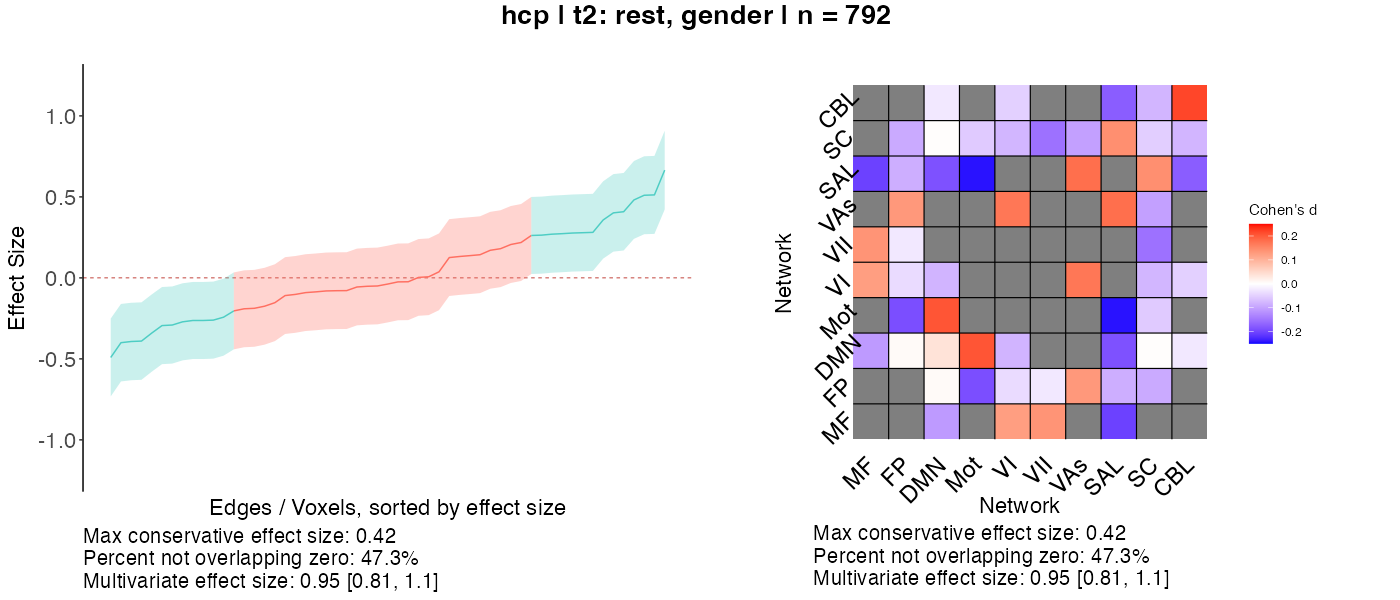 hcp | t2: rest, gender | n = 792
Effect Size
1.0
0.5
0.0
-0.5
-1.0
Edges / Voxels, sorted by effect size
Max conservative effect size: 0.42
Percent not overlapping zero: 47.3%
Multivariate effect size: 0.95 [0.81, 1.1]
Network
CBL
SC
SAL
VAs
VII
VI
Mot
DMN
FP
MF
MF FP DMN Mot VI VII VAs SAL SC CBL
Network
Max conservative effect size: 0.42
Percent not overlapping zero: 47.3%
Multivariate effect size: 0.95 [0.81, 1.1]
Cohen's d
0.2
0.1
0.0
-0.1
-0.2